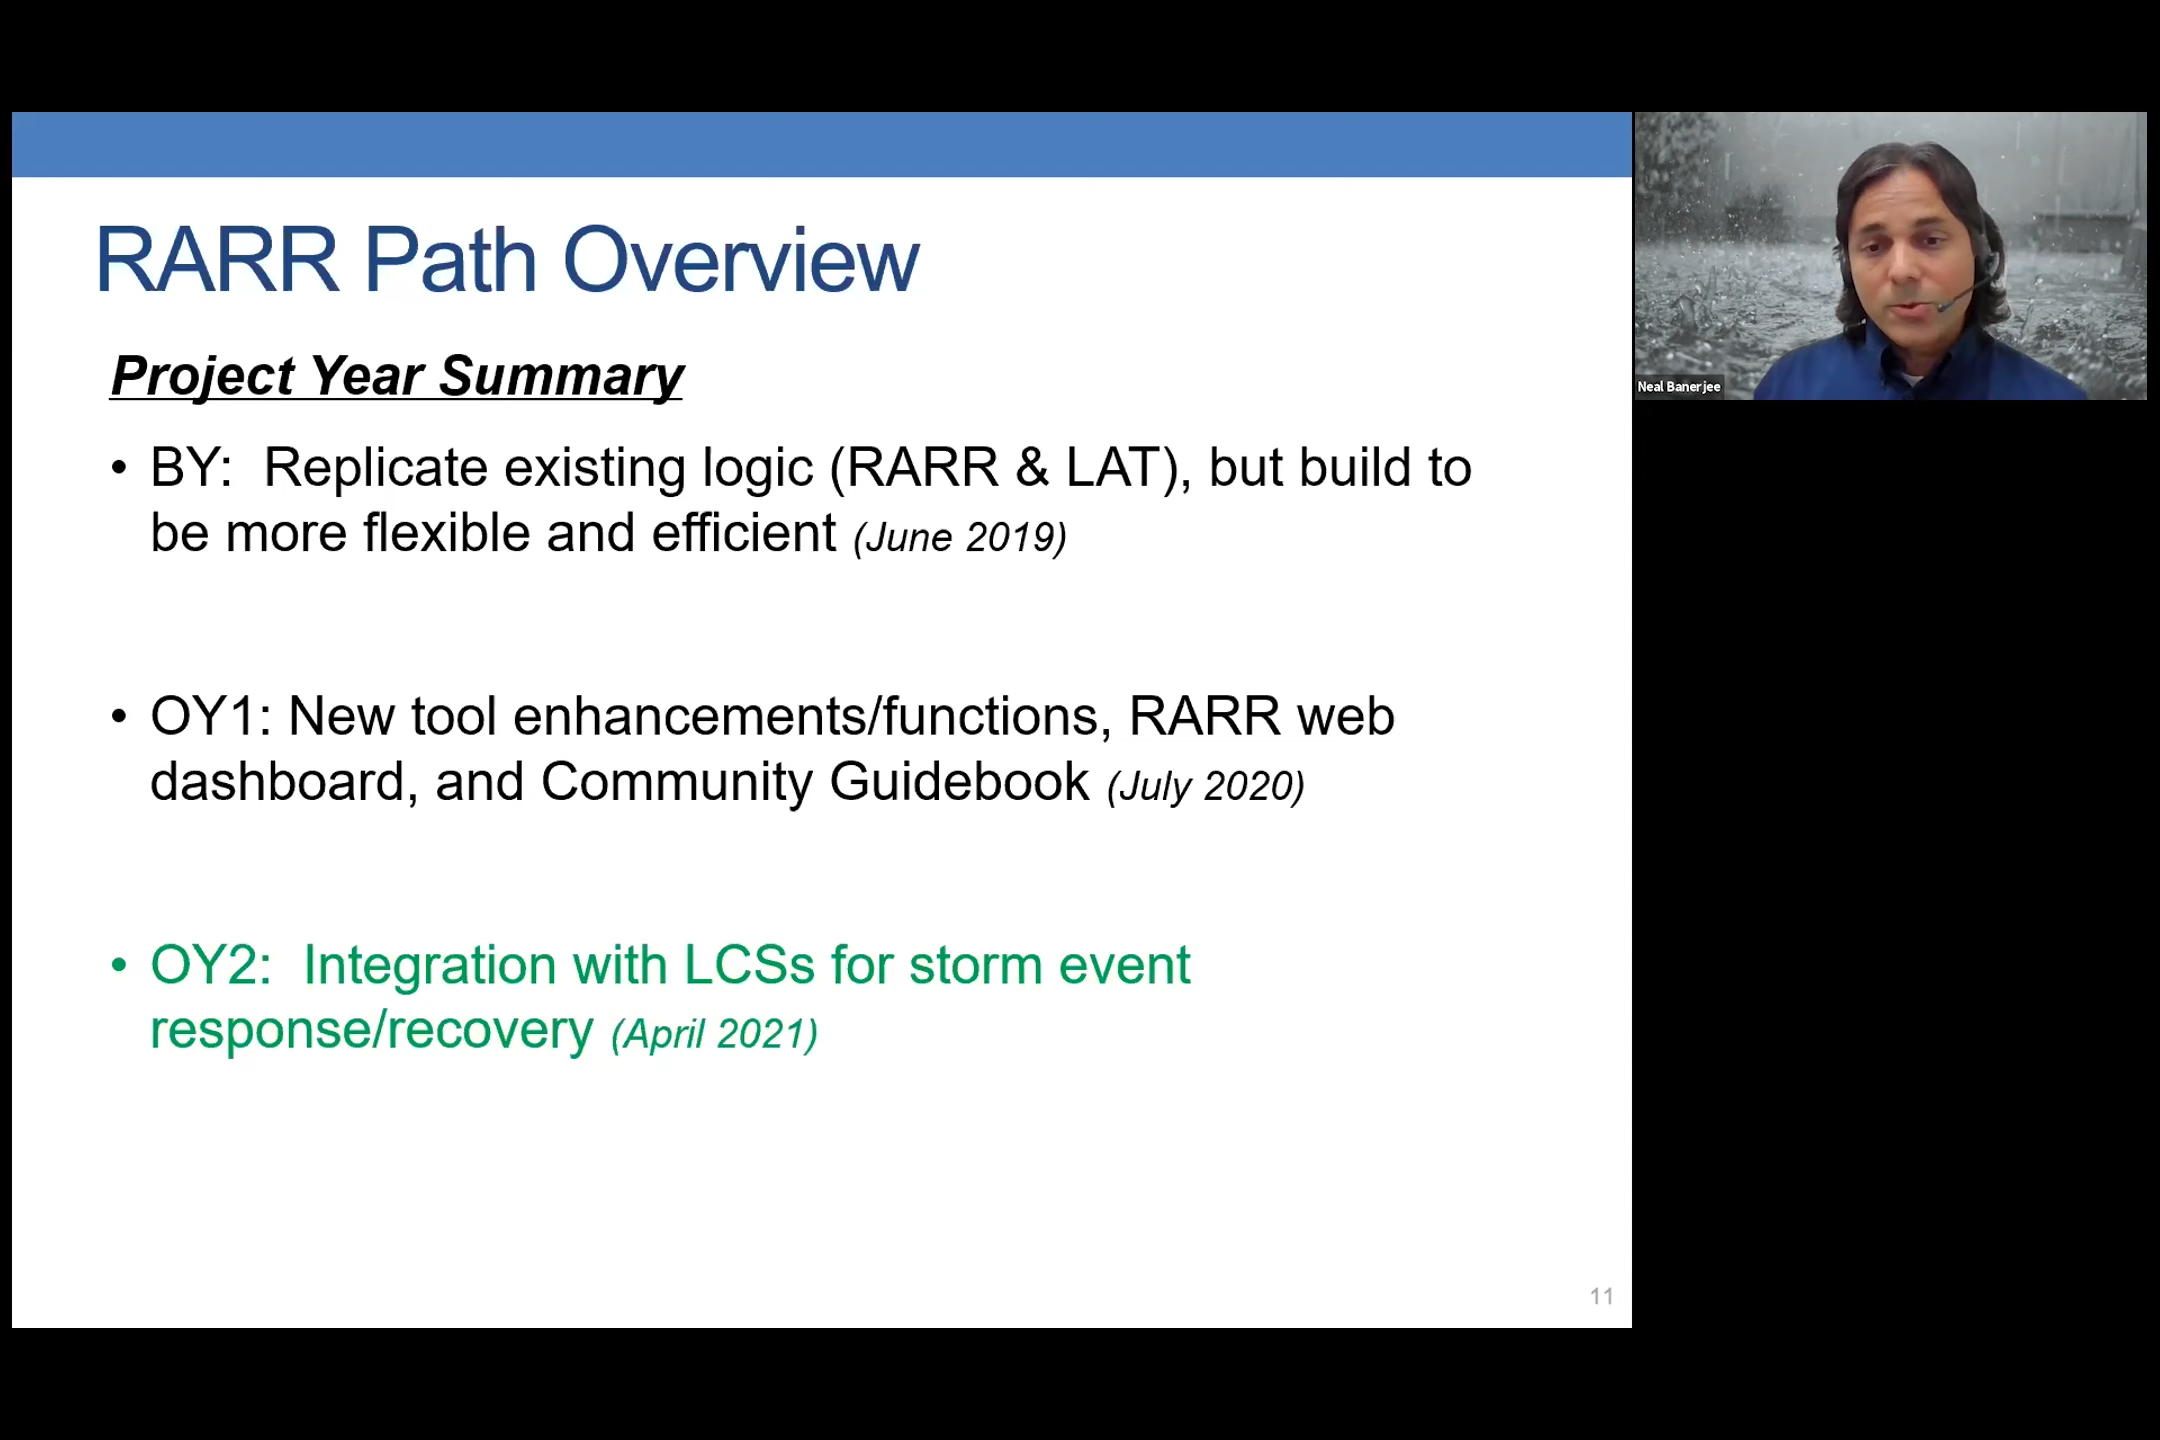 RARR Path Overview
Project Year Summary
• BY:  Replicate existing logic (RARR & LAT), but build to
be more flexible and efficient (June 2019)
• OY1: New tool enhancements/functions, RARR web
dashboard, and Community Guidebook (July 2020)
• OY2:  Integration with LCSs for storm event
response/recovery (April 2021)
11
Neal Banerjee